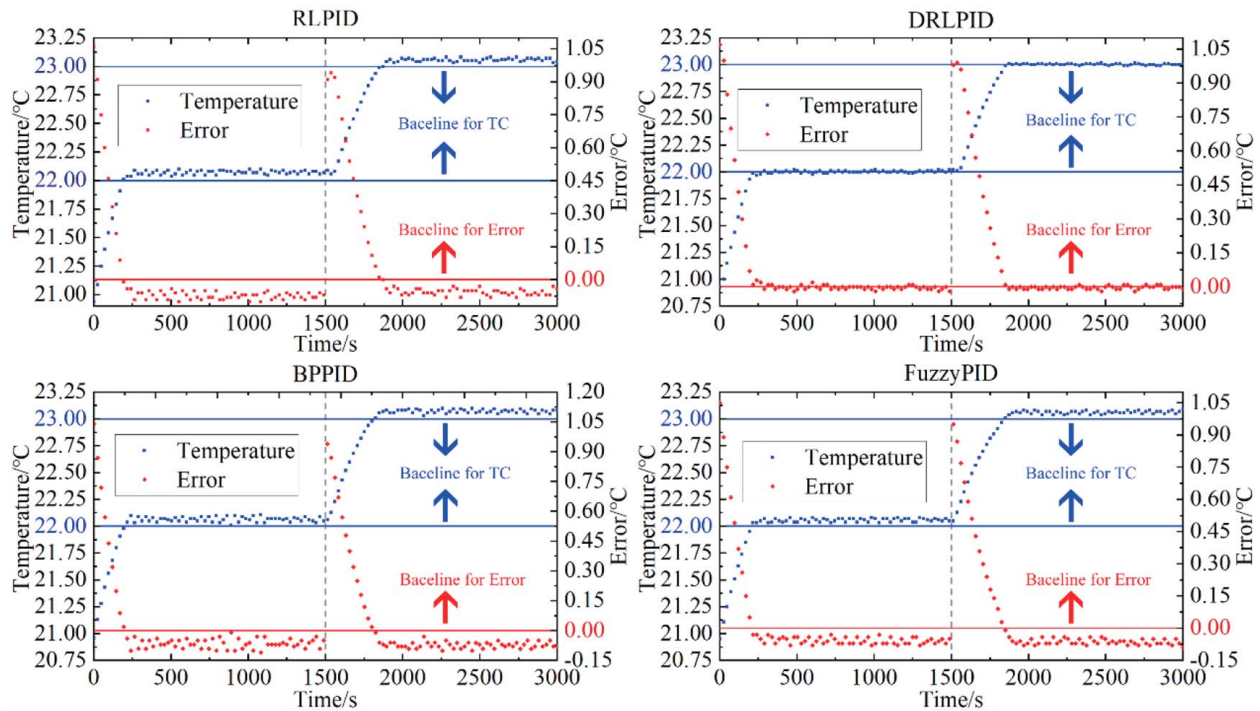 RLPID
23.25
23.00
22.75
22.50
22.25
22.00
21.75
21.50
21.25
21.00
Temperature/°C
1.05
0.90
0.75
0.60
0.45
0.30
0.15
0.00
Error/°C
Temperature
Error
Baceline for TC
Baceline for Error
0 500 1000 1500 2000 2500 3000
Time/s
DRLPID
23.25
23.00
22.75
22.50
22.25
22.00
21.75
21.50
21.25
21.00
20.75
Temperature/°C
1.05
0.90
0.75
0.60
0.45
0.30
0.15
0.00
Error/°C
Temperature
Error
Baceline for TC
Baceline for Error
0 500 1000 1500 2000 2500 3000
Time/s
BPPID
23.25
23.00
22.75
22.50
22.25
22.00
21.75
21.50
21.25
21.00
20.75
Temperature/°C
1.20
1.05
0.90
0.75
0.60
0.45
0.30
0.15
0.00
-0.15
Error/°C
Temperature
Error
Baceline for TC
Baceline for Error
0 500 1000 1500 2000 2500 3000
Time/s
FuzzyPID
23.25
23.00
22.75
22.50
22.25
22.00
21.75
21.50
21.25
21.00
20.75
Temperature/°C
1.05
0.90
0.75
0.60
0.45
0.30
0.15
0.00
-0.15
Error/°C
Temperature
Error
Baceline for TC
Baceline for Error
0 500 1000 1500 2000 2500 3000
Time/s